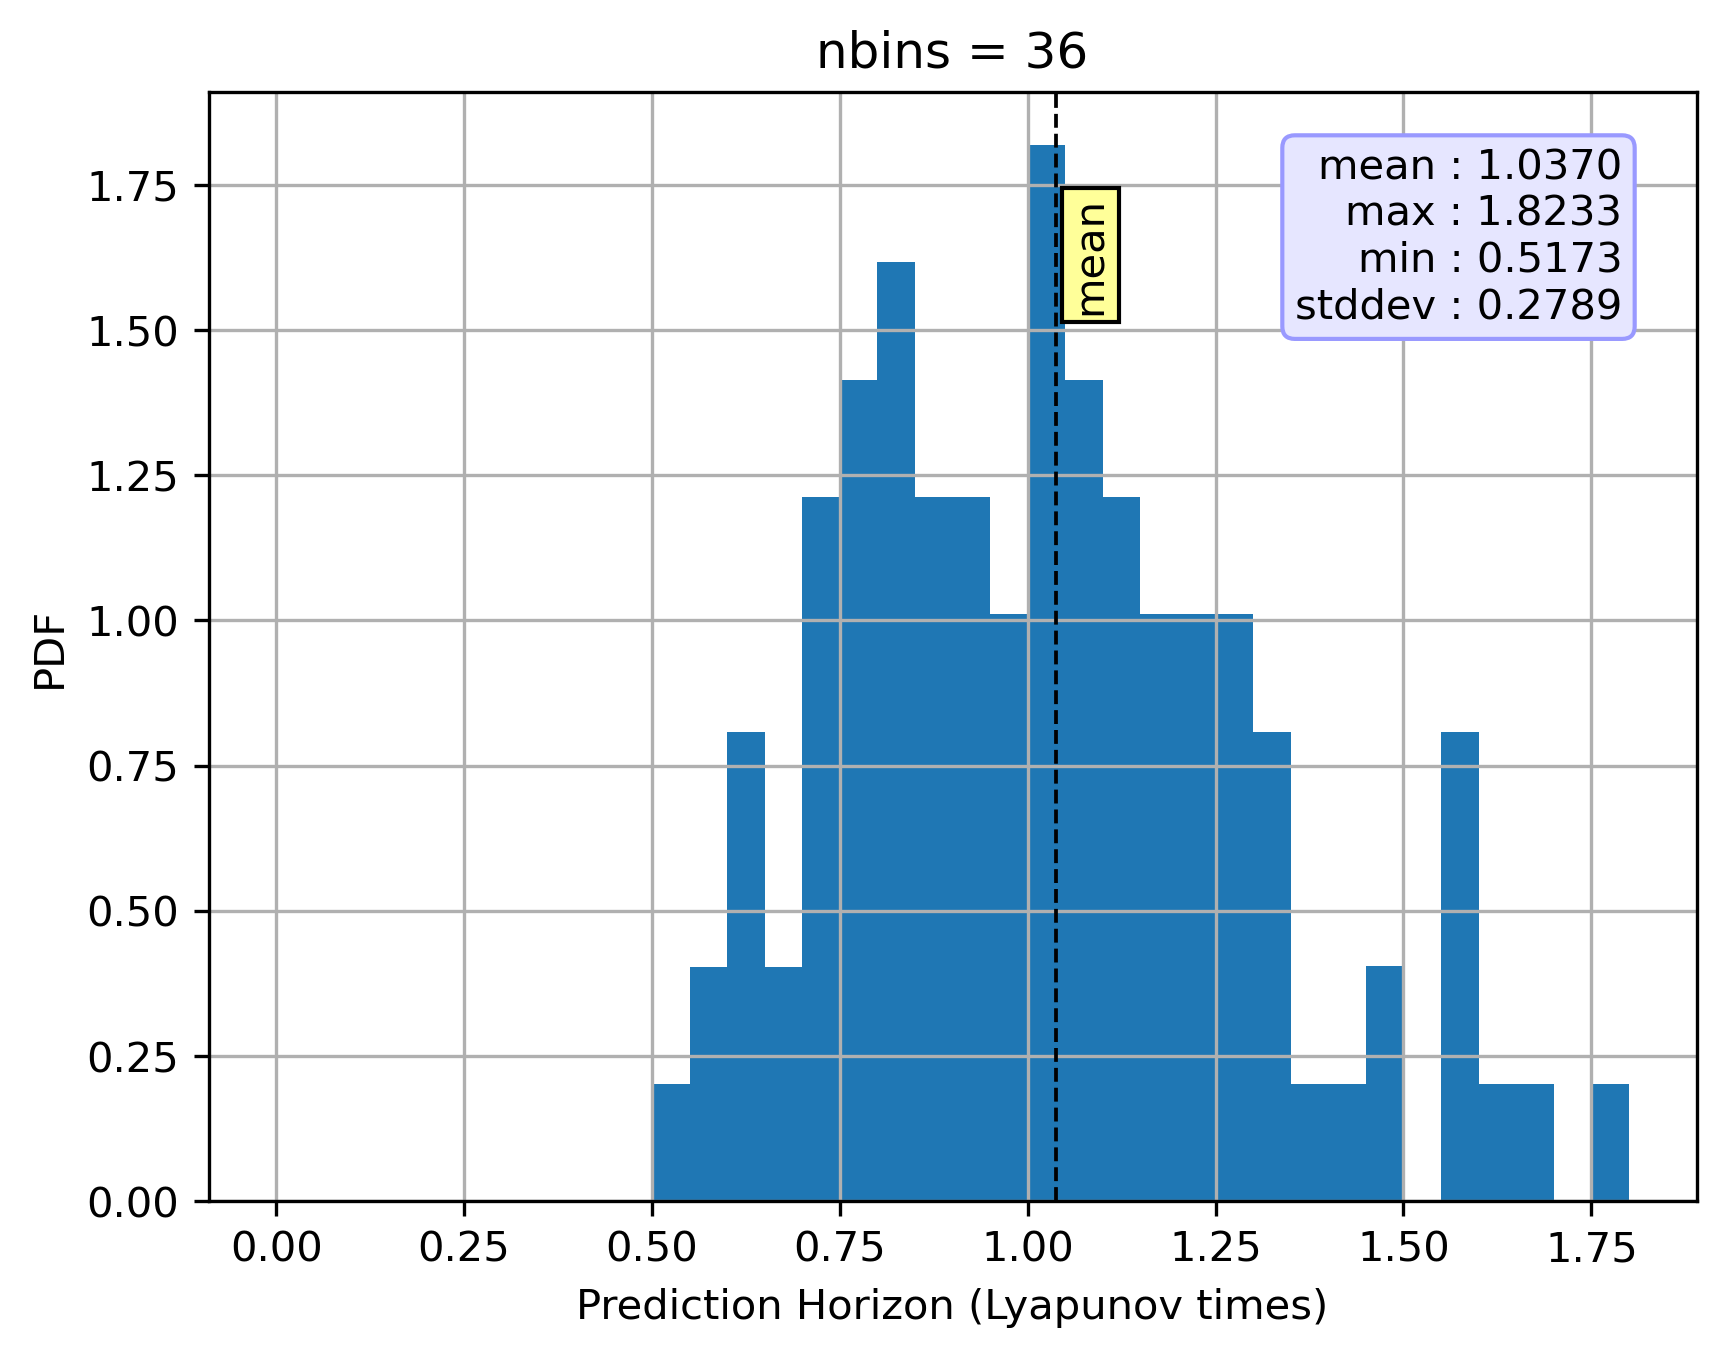 nbins = 36
mean : 1.0370
max : 1.8233
min : 0.5173
stddev : 0.2789
mean
PDF
1.75
1.50
1.25
1.00
0.75
0.50
0.25
0.00
0.00 0.25 0.50 0.75 1.00 1.25 1.50 1.75
Prediction Horizon (Lyapunov times)